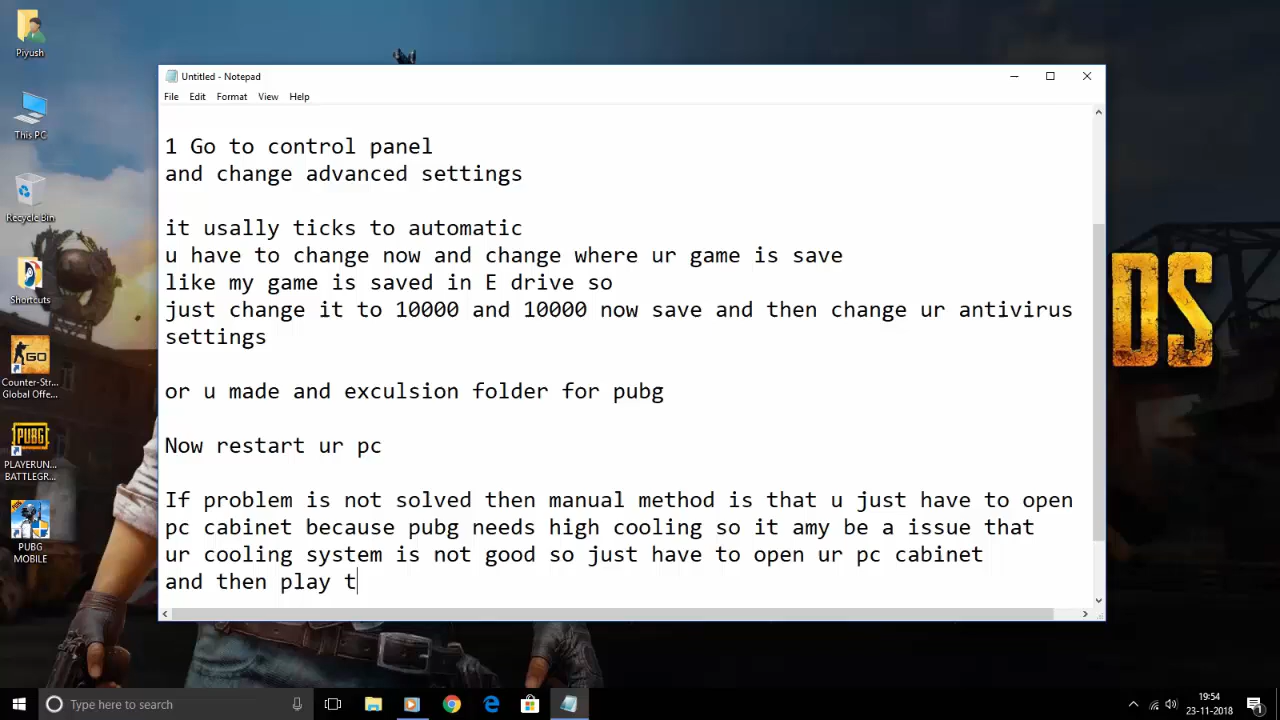 Piyush
This PC
Recycle Bin
Shortcuts
GO
Counter-Str...
Global Offe...
PUBG
PLAYERUN...
BATTLEGR...
PUBG
MOBILE
Untitled - Notepad
File Edit Format View Help
1 Go to control panel
and change advanced settings
it usally ticks to automatic
u have to change now and change where ur game is save
like my game is saved in E drive so
just change it to 10000 and 10000 now save and then change ur antivirus
settings
or u made and exculsion folder for pubg
Now restart ur pc
If problem is not solved then manual method is that u just have to open
pc cabinet because pubg needs high cooling so it amy be a issue that
ur cooling system is not good so just have to open ur pc cabinet
and then play t
DS
Type here to search
19:54
23-11-2018
1